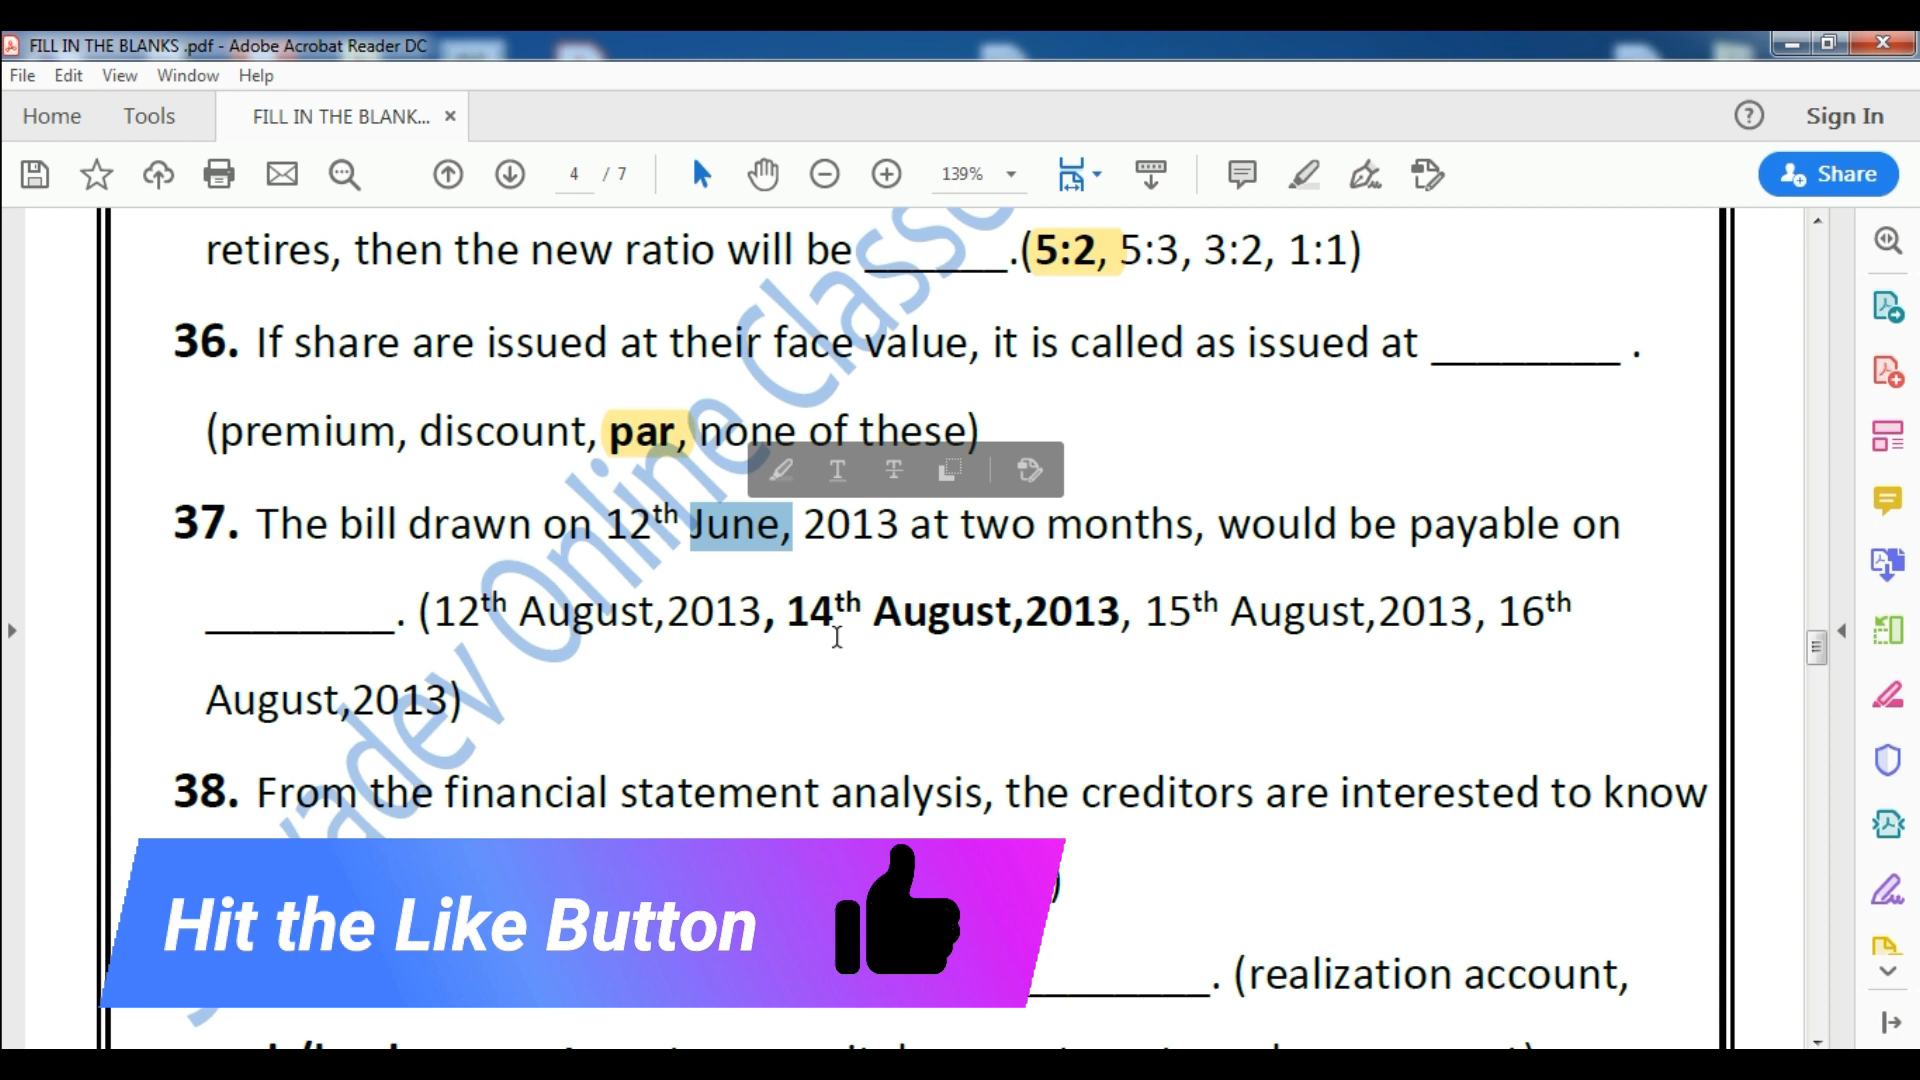 FILL IN THE BLANKS .pdf - Adobe Acrobat Reader DC
File Edit View Window Help
Home Tools FILL IN THE BLANK... × Sign In
4 / 7 139% Share
retires, then the new ratio will be ______.(5:2, 5:3, 3:2, 1:1)
36. If share are issued at their face value, it is called as issued at ________ .
(premium, discount, par, none of these)
37. The bill drawn on 12th June, 2013 at two months, would be payable on
________. (12th August,2013, 14th August,2013, 15th August,2013, 16th
August,2013)
38. From the financial statement analysis, the creditors are interested to know
)
Hit the Like Button
________. (realization account,
Online Classe